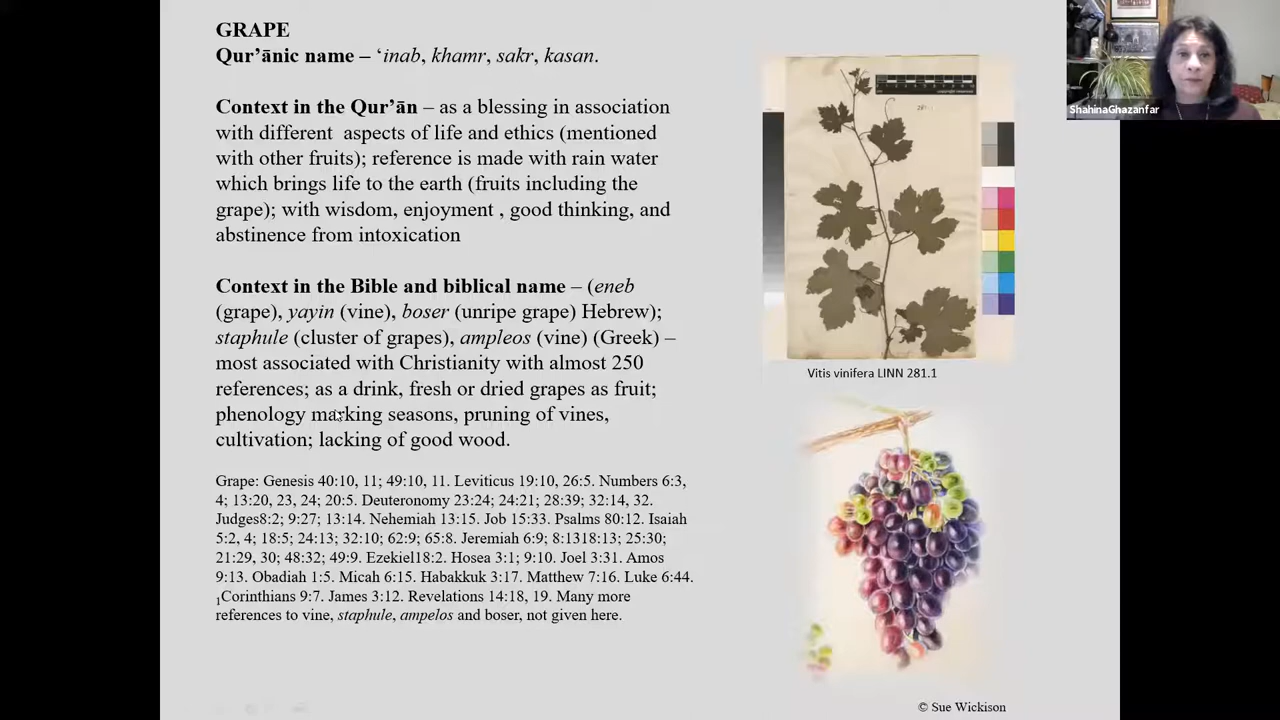 GRAPE
Qur’ānic name – ‘inab, khamr, sakr, kasan.
Context in the Qur’ān – as a blessing in association
with different aspects of life and ethics (mentioned
with other fruits); reference is made with rain water
which brings life to the earth (fruits including the
grape); with wisdom, enjoyment , good thinking, and
abstinence from intoxication
Context in the Bible and biblical name – (eneb
(grape), yayin (vine), boser (unripe grape) Hebrew);
staphule (cluster of grapes), ampleos (vine) (Greek) –
most associated with Christianity with almost 250
references; as a drink, fresh or dried grapes as fruit;
phenology marking seasons, pruning of vines,
cultivation; lacking of good wood.
Grape: Genesis 40:10, 11; 49:10, 11. Leviticus 19:10, 26:5. Numbers 6:3,
4; 13:20, 23, 24; 20:5. Deuteronomy 23:24; 24:21; 28:39; 32:14, 32.
Judges8:2; 9:27; 13:14. Nehemiah 13:15. Job 15:33. Psalms 80:12. Isaiah
5:2, 4; 18:5; 24:13; 32:10; 62:9; 65:8. Jeremiah 6:9; 8:1318:13; 25:30;
21:29, 30; 48:32; 49:9. Ezekiel18:2. Hosea 3:1; 9:10. Joel 3:31. Amos
9:13. Obadiah 1:5. Micah 6:15. Habakkuk 3:17. Matthew 7:16. Luke 6:44.
1Corinthians 9:7. James 3:12. Revelations 14:18, 19. Many more
references to vine, staphule, ampelos and boser, not given here.
Vitis vinifera LINN 281.1
© Sue Wickison
ShahinaGhazanfar